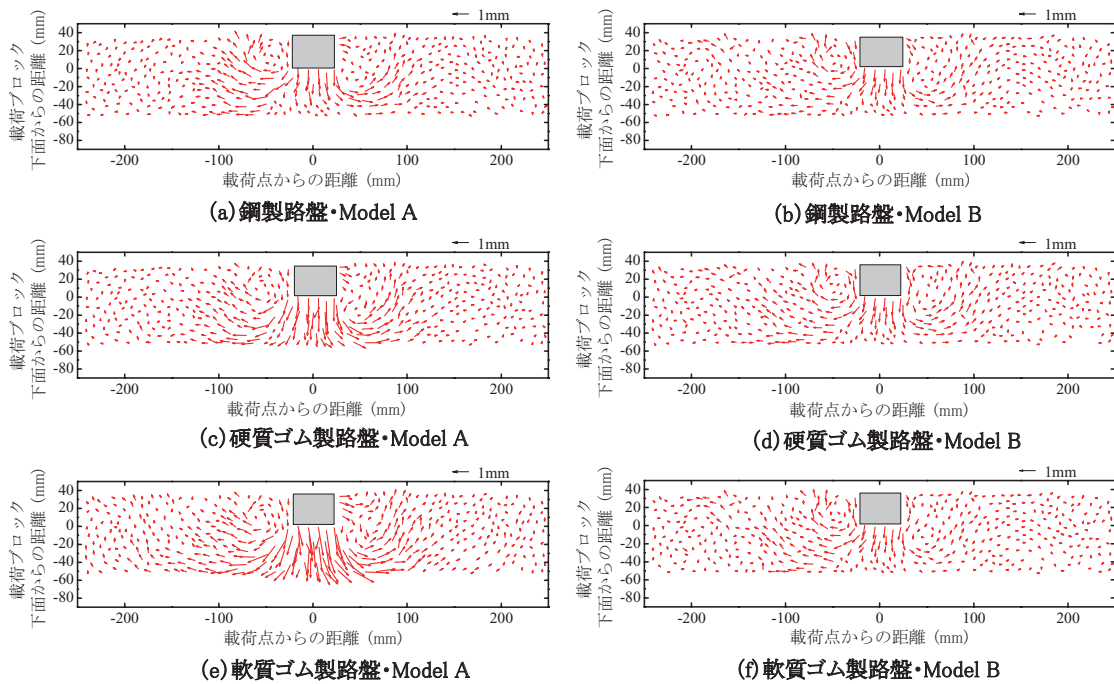 1mm
載荷ブロック
下面からの距離 (mm)
40
20
0
-20
-40
-60
-80
-200
-100
0
100
200
載荷点からの距離 (mm)
(a)鋼製路盤・Model A
1mm
載荷ブロック
下面からの距離 (mm)
40
20
0
-20
-40
-60
-80
-200
-100
0
100
200
載荷点からの距離 (mm)
(b)鋼製路盤・Model B
1mm
載荷ブロック
下面からの距離 (mm)
40
20
0
-20
-40
-60
-80
-200
-100
0
100
200
載荷点からの距離 (mm)
(c)硬質ゴム製路盤・Model A
1mm
載荷ブロック
下面からの距離 (mm)
40
20
0
-20
-40
-60
-80
-200
-100
0
100
200
載荷点からの距離 (mm)
(d)硬質ゴム製路盤・Model B
1mm
載荷ブロック
下面からの距離 (mm)
40
20
0
-20
-40
-60
-80
-200
-100
0
100
200
載荷点からの距離 (mm)
(e)軟質ゴム製路盤・Model A
1mm
載荷ブロック
下面からの距離 (mm)
40
20
0
-20
-40
-60
-80
-200
-100
0
100
200
載荷点からの距離 (mm)
(f)軟質ゴム製路盤・Model B